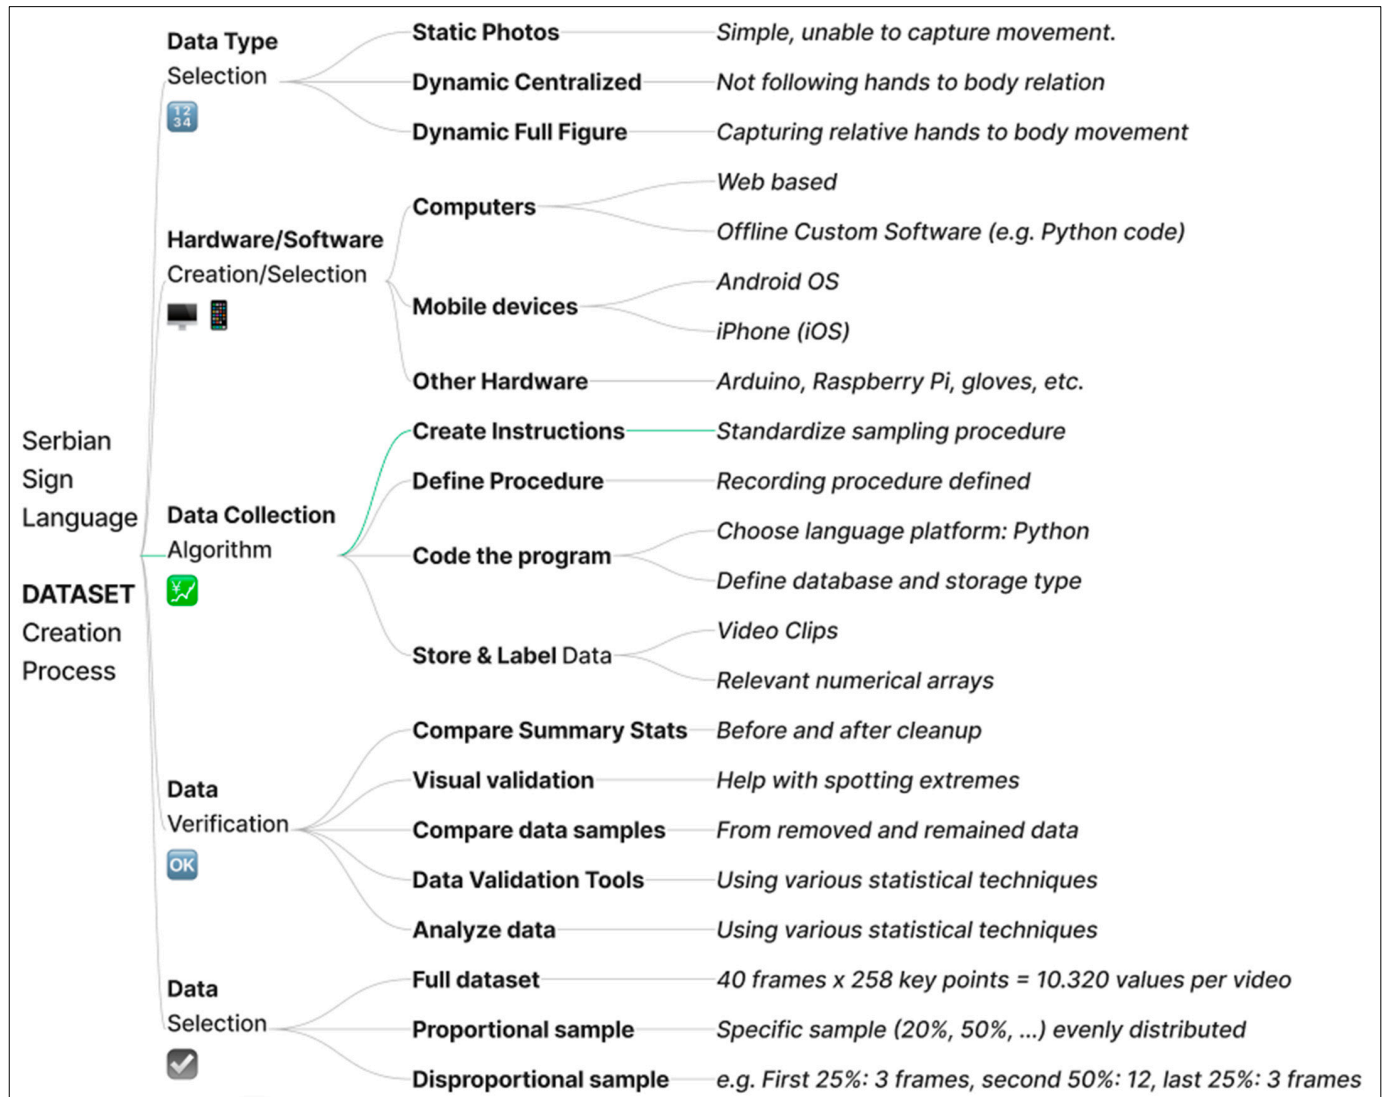 Serbian
Sign
Language
DATASET
Creation
Process
Data Type
Selection
1234
Static Photos
Simple, unable to capture movement.
Dynamic Centralized
Not following hands to body relation
Dynamic Full Figure
Capturing relative hands to body movement
Hardware/Software
Creation/Selection
Computers
Web based
Offline Custom Software (e.g. Python code)
Mobile devices
Android OS
iPhone (iOS)
Other Hardware
Arduino, Raspberry Pi, gloves, etc.
Data Collection
Algorithm
¥
Create Instructions
Standardize sampling procedure
Define Procedure
Recording procedure defined
Code the program
Choose language platform: Python
Define database and storage type
Store & Label Data
Video Clips
Relevant numerical arrays
Data
Verification
OK
Compare Summary Stats
Before and after cleanup
Visual validation
Help with spotting extremes
Compare data samples
From removed and remained data
Data Validation Tools
Using various statistical techniques
Analyze data
Using various statistical techniques
Data
Selection
Full dataset
40 frames x 258 key points = 10.320 values per video
Proportional sample
Specific sample (20%, 50%, ...) evenly distributed
Disproportional sample
e.g. First 25%: 3 frames, second 50%: 12, last 25%: 3 frames